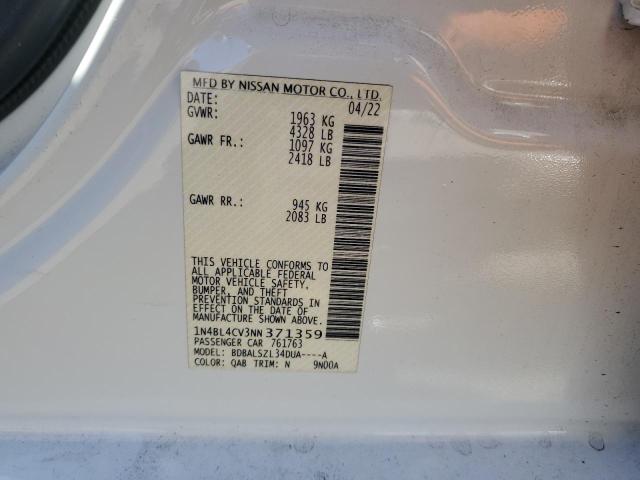 MFD BY NISSAN MOTOR CO., LTD.
DATE: 04/22
GVWR: 1963 KG
4328 LB
GAWR FR.: 1097 KG
2418 LB
GAWR RR.: 945 KG
2083 LB
THIS VEHICLE CONFORMS TO
ALL APPLICABLE FEDERAL
MOTOR VEHICLE SAFETY,
BUMPER, AND THEFT
PREVENTION STANDARDS IN
EFFECT ON THE DATE OF
MANUFACTURE SHOWN ABOVE.
1N4BL4CV3NN371359
PASSENGER CAR 761763
MODEL: BDBALSZL34DUA----A
COLOR: QAB TRIM: N 9N00A